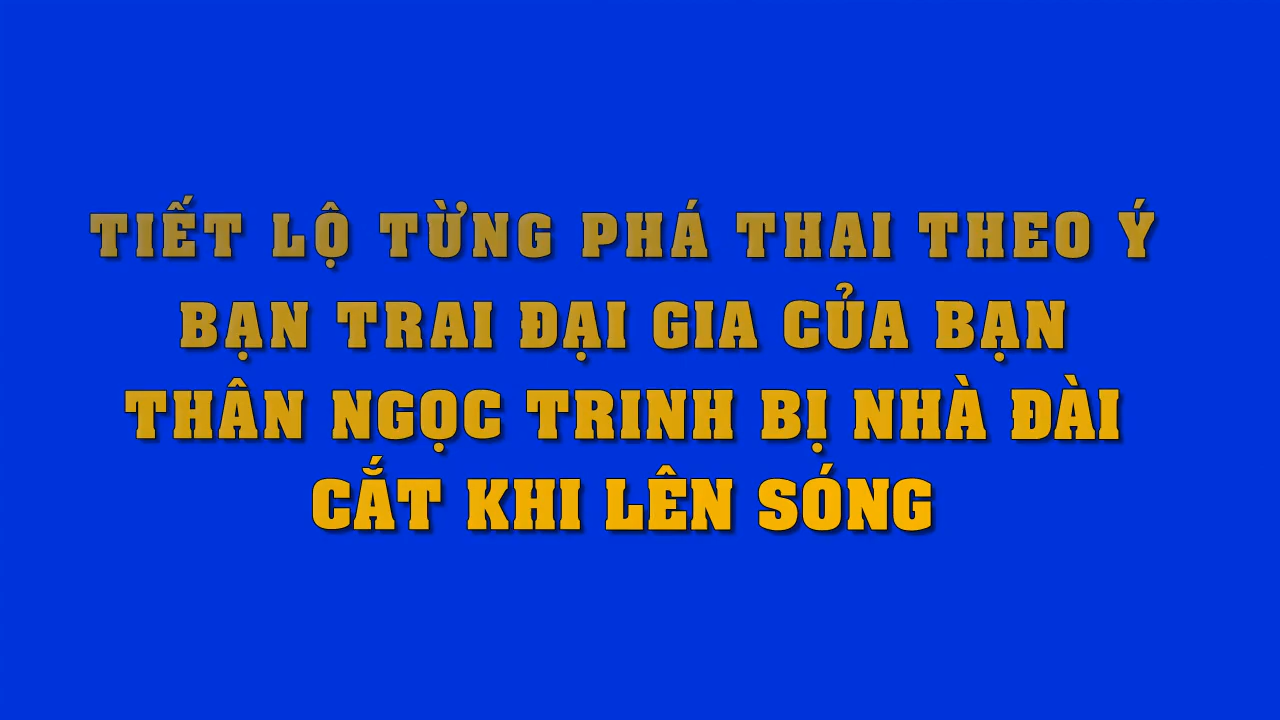 TIẾT LỘ TỪNG PHÁ THAI THEO Ý
BẠN TRAI ĐẠI GIA CỦA BẠN
THÂN NGỌC TRINH BỊ NHÀ ĐÀI
CẮT KHI LÊN SÓNG